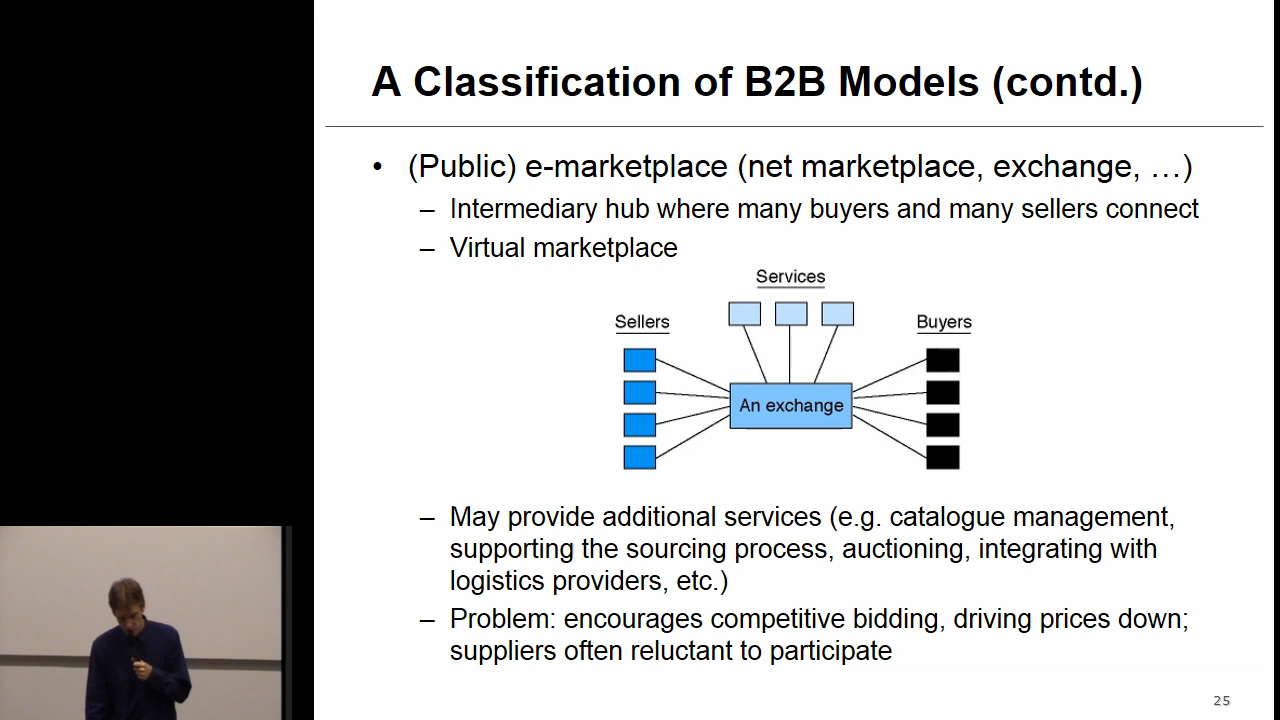 A Classification of B2B Models (contd.)
• (Public) e-marketplace (net marketplace, exchange, …)
– Intermediary hub where many buyers and many sellers connect
– Virtual marketplace
Services
Sellers
Buyers
An exchange
– May provide additional services (e.g. catalogue management,
supporting the sourcing process, auctioning, integrating with
logistics providers, etc.)
– Problem: encourages competitive bidding, driving prices down;
suppliers often reluctant to participate
25